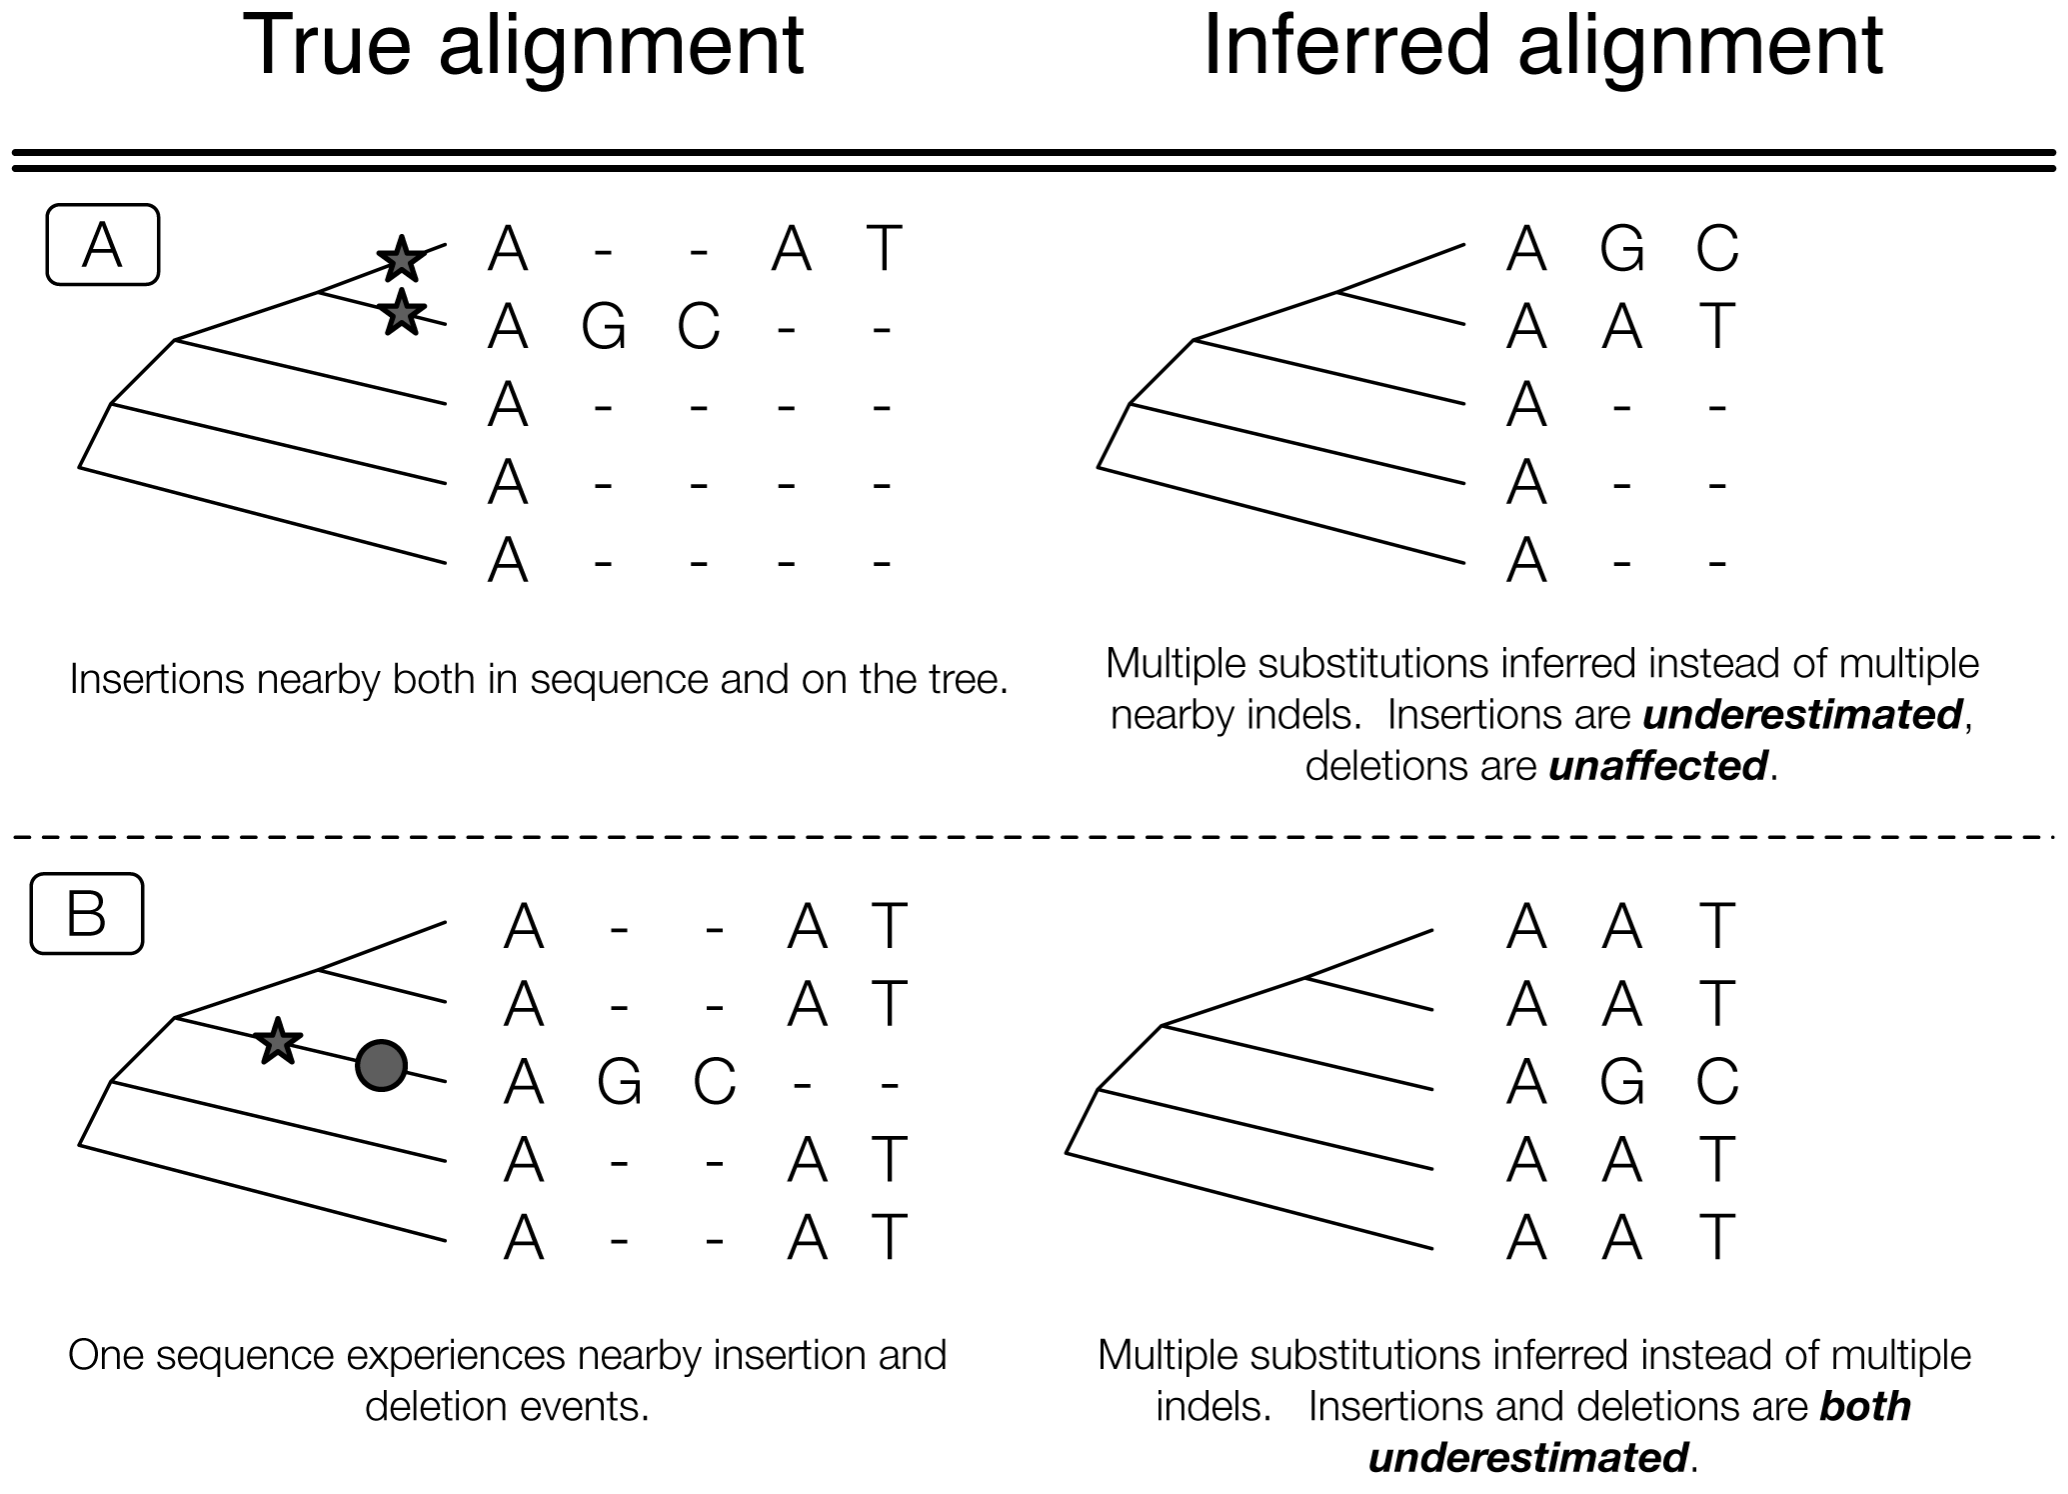 True alignment
Inferred alignment
A
A - - A T
A G C - -
A - - - -
A - - - -
A - - - -
A G C
A A T
A - -
A - -
A - -
Insertions nearby both in sequence and on the tree.
Multiple substitutions inferred instead of multiple
nearby indels. Insertions are underestimated,
deletions are unaffected.
B
A - - A T
A - - A T
A G C - -
A - - A T
A - - A T
A A T
A A T
A G C
A A T
A A T
One sequence experiences nearby insertion and
deletion events.
Multiple substitutions inferred instead of multiple
indels. Insertions and deletions are both
underestimated.